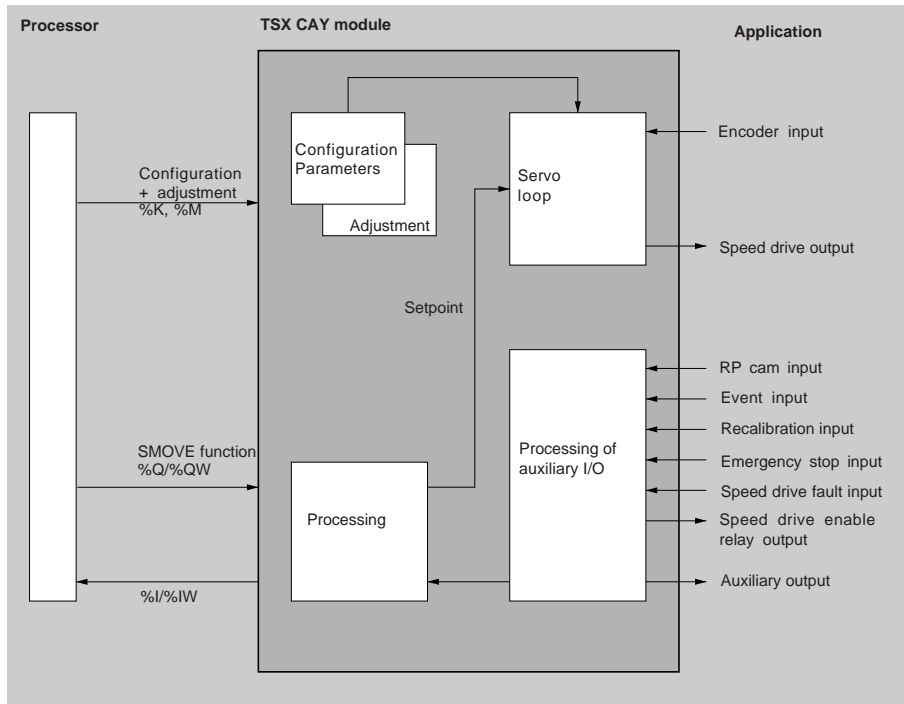 Processor
TSX CAY module
Application
Configuration
Parameters
Adjustment
Servo
loop
Encoder input
Configuration
+ adjustment
%K, %M
Speed drive output
Setpoint
RP cam input
Event input
Recalibration input
Emergency stop input
Speed drive fault input
Speed drive enable
relay output
Auxiliary output
SMOVE function
%Q/%QW
Processing of
auxiliary I/O
Processing
%I/%IW